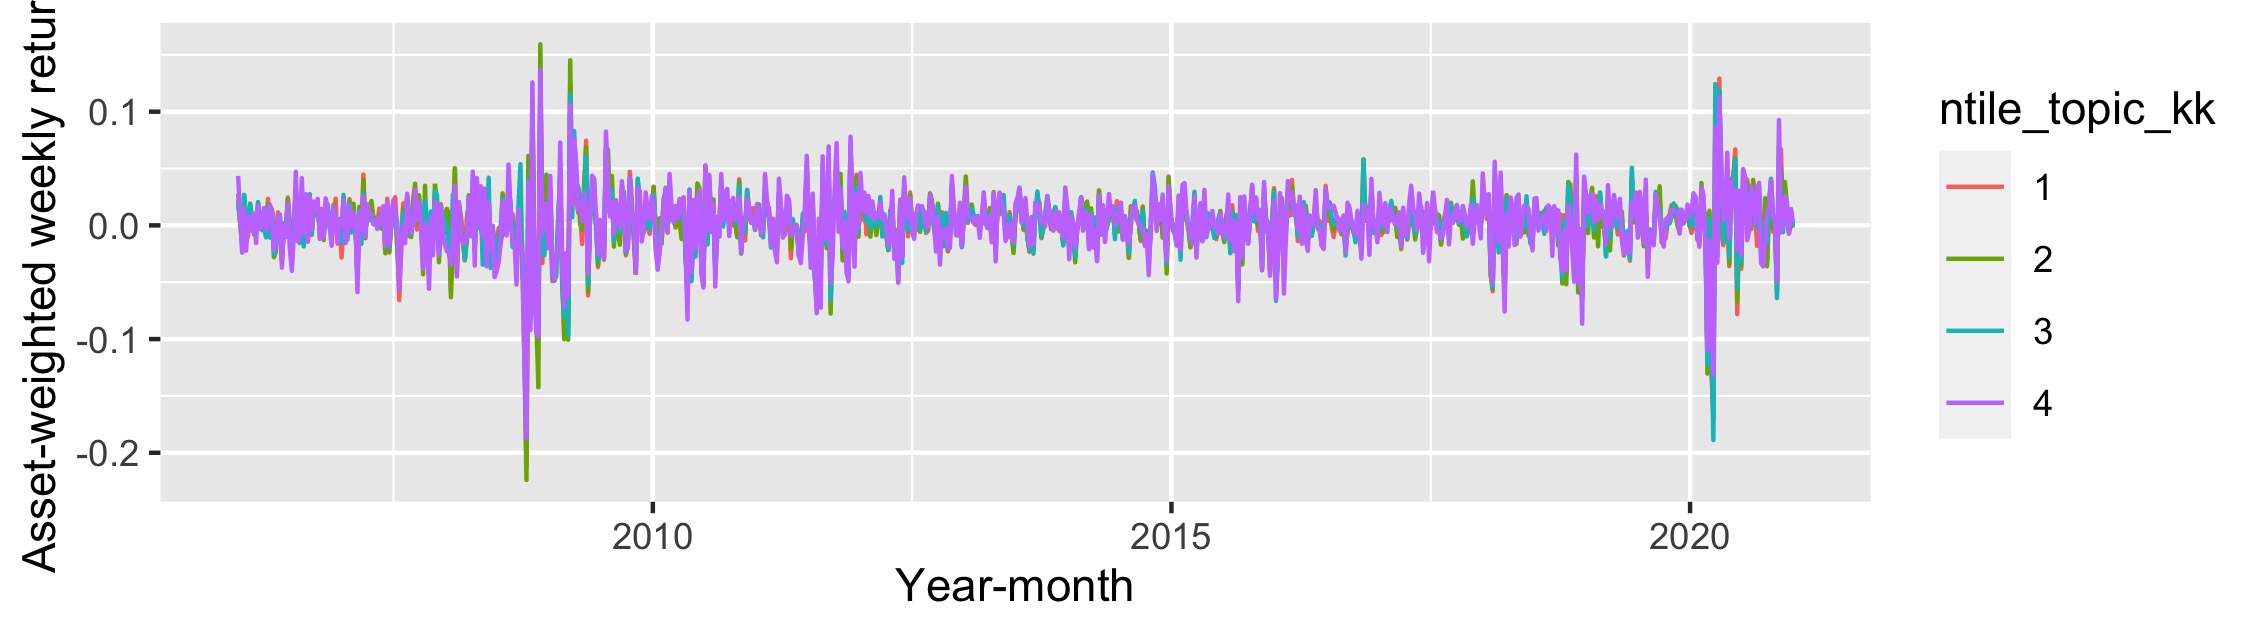 Asset-weighted weekly retur
0.1
0.0
-0.1
-0.2
2010 2015 2020
Year-month
ntile_topic_kk
1
2
3
4